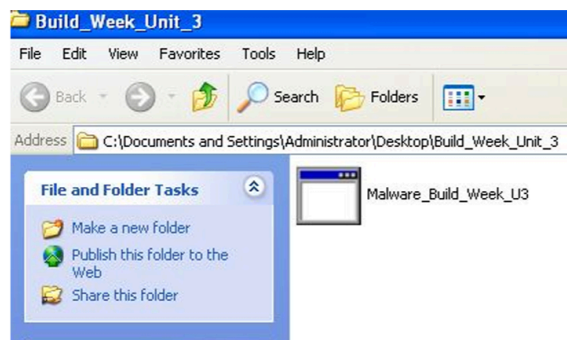 Build_Week_Unit_3
File Edit View Favorites Tools Help
Back Search Folders
Address C:\Documents and Settings\Administrator\Desktop\Build_Week_Unit_3
File and Folder Tasks
Make a new folder
Publish this folder to the
Web
Share this folder
Malware_Build_Week_U3